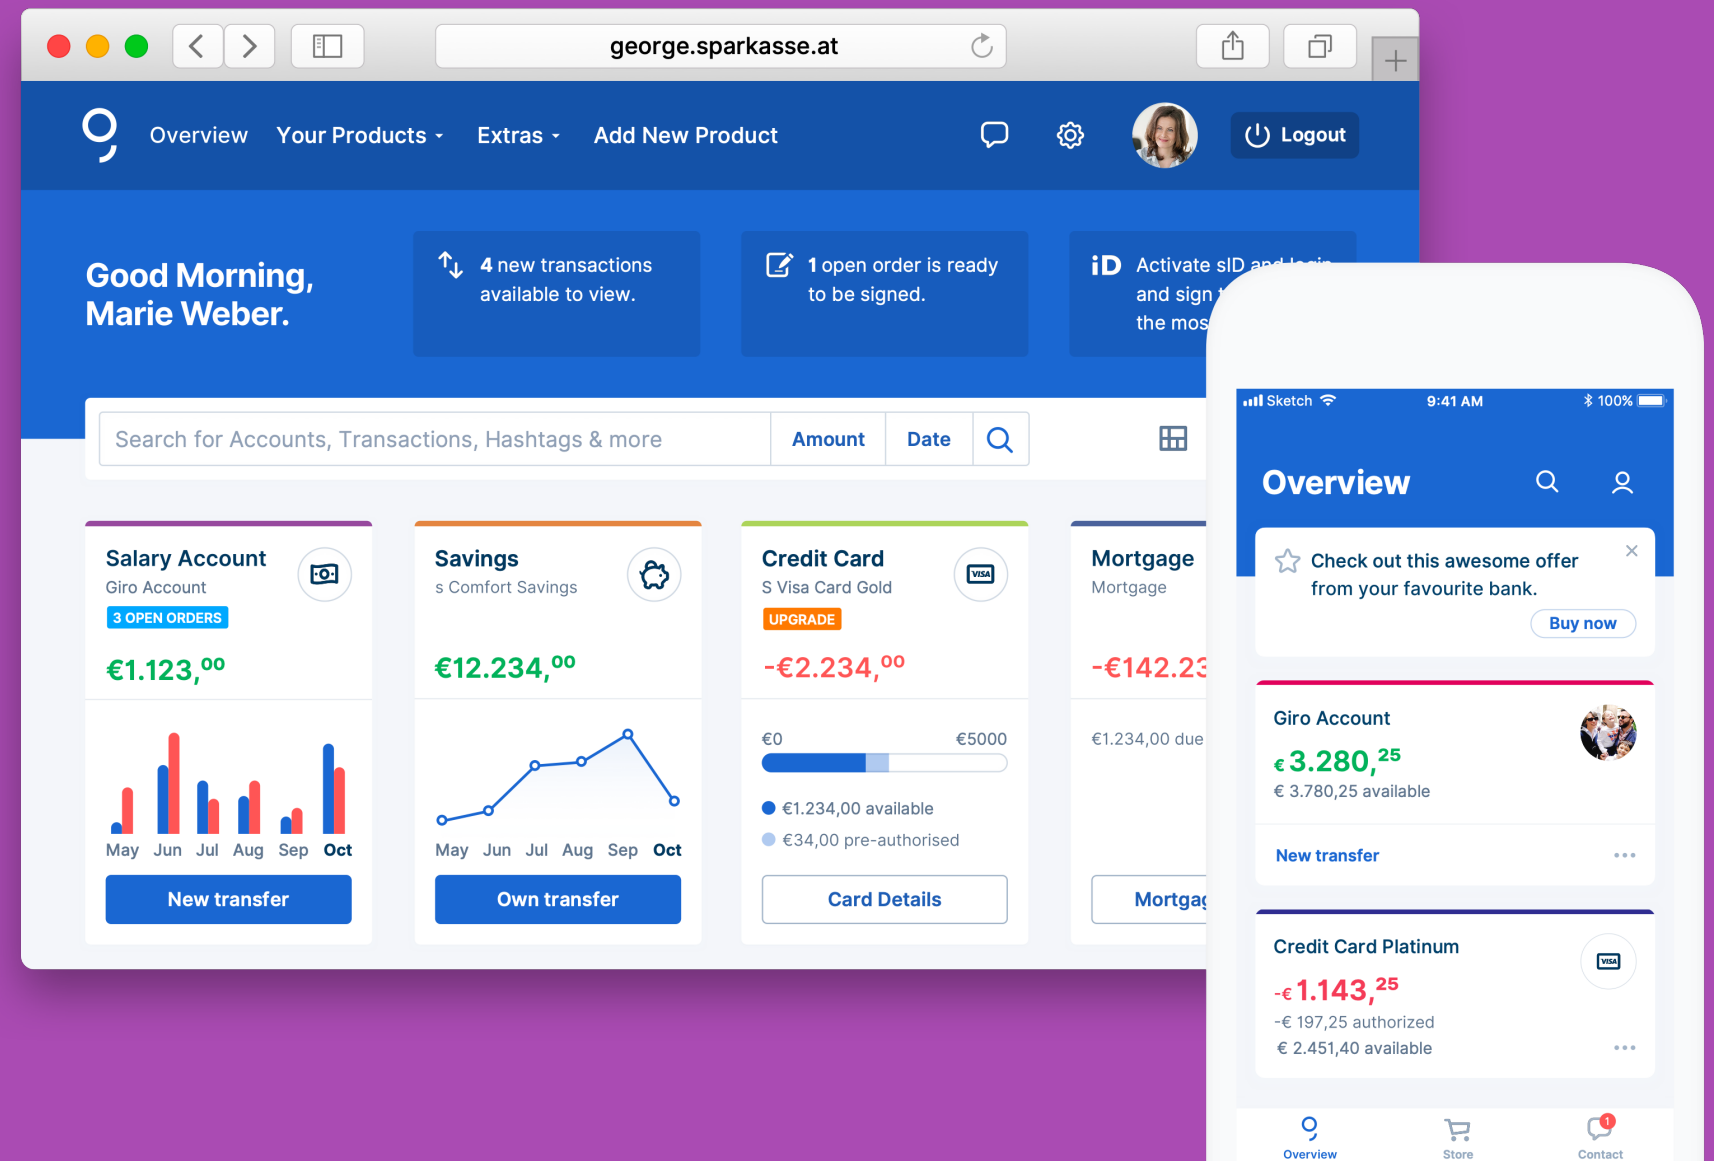 george.sparkasse.at
Overview
Your Products
Extras
Add New Product
Logout
Good Morning,
Marie Weber.
4 new transactions
available to view.
1 open order is ready
to be signed.
iD
Activate sID and login
and sign
the mos
Search for Accounts, Transactions, Hashtags & more
Amount
Date
Salary Account
Giro Account
3 OPEN ORDERS
€1.123,00
May Jun Jul Aug Sep Oct
New transfer
Savings
s Comfort Savings
€12.234,00
May Jun Jul Aug Sep Oct
Own transfer
Credit Card
S Visa Card Gold
VISA
UPGRADE
-€2.234,00
€0 €5000
€1.234,00 available
€34,00 pre-authorised
Card Details
Mortgage
Mortgage
-€142.23
€1.234,00 due
Mortgag
Sketch 9:41 AM 100%
Overview
Check out this awesome offer
from your favourite bank.
Buy now
Giro Account
€ 3.280,25
€ 3.780,25 available
New transfer
Credit Card Platinum
VISA
-€ 1.143,25
-€ 197,25 authorized
€ 2.451,40 available
1
Overview Store Contact